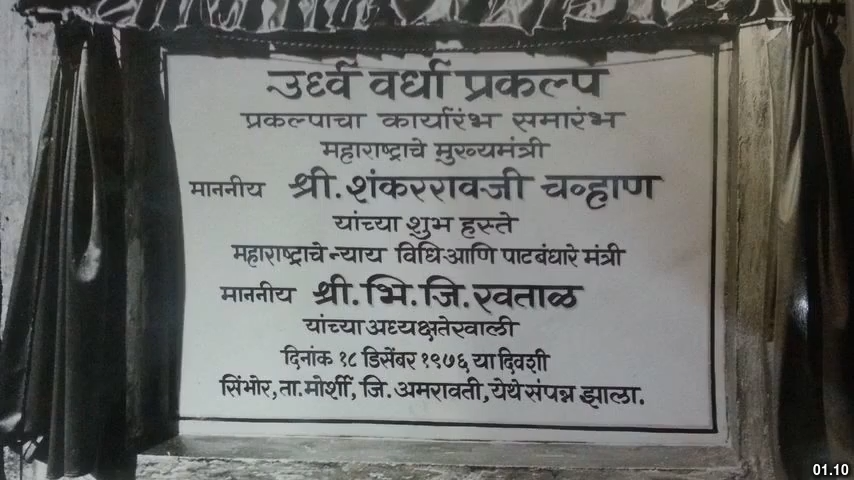 उर्ध्व वर्धा प्रकल्प
प्रकल्पाचा कार्यारंभ समारंभ
महाराष्ट्राचे मुख्यमंत्री
माननीय श्री. शंकररावजी चव्हाण
यांच्या शुभ हस्ते
महाराष्ट्राचे न्याय विधि आणि पाटबंधारे मंत्री
माननीय श्री. भि. जि. खताळ
यांच्या अध्यक्षतेखाली
दिनांक १८ डिसेंबर १९७६ या दिवशी
सिंभोर, ता. मोर्शी, जि. अमरावती, येथे संपन्न झाला.
01.10